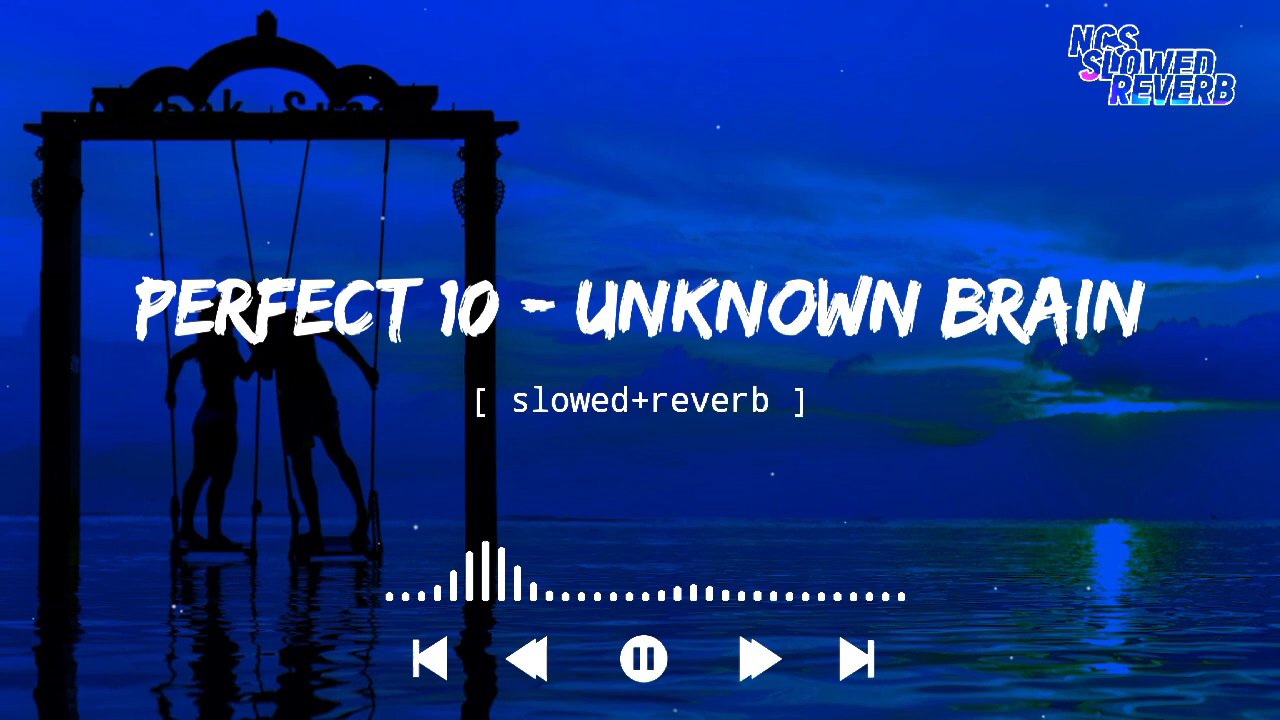 NCS
SLOWED
REVERB
PERFECT 10 - UNKNOWN BRAIN
[ slowed+reverb ]